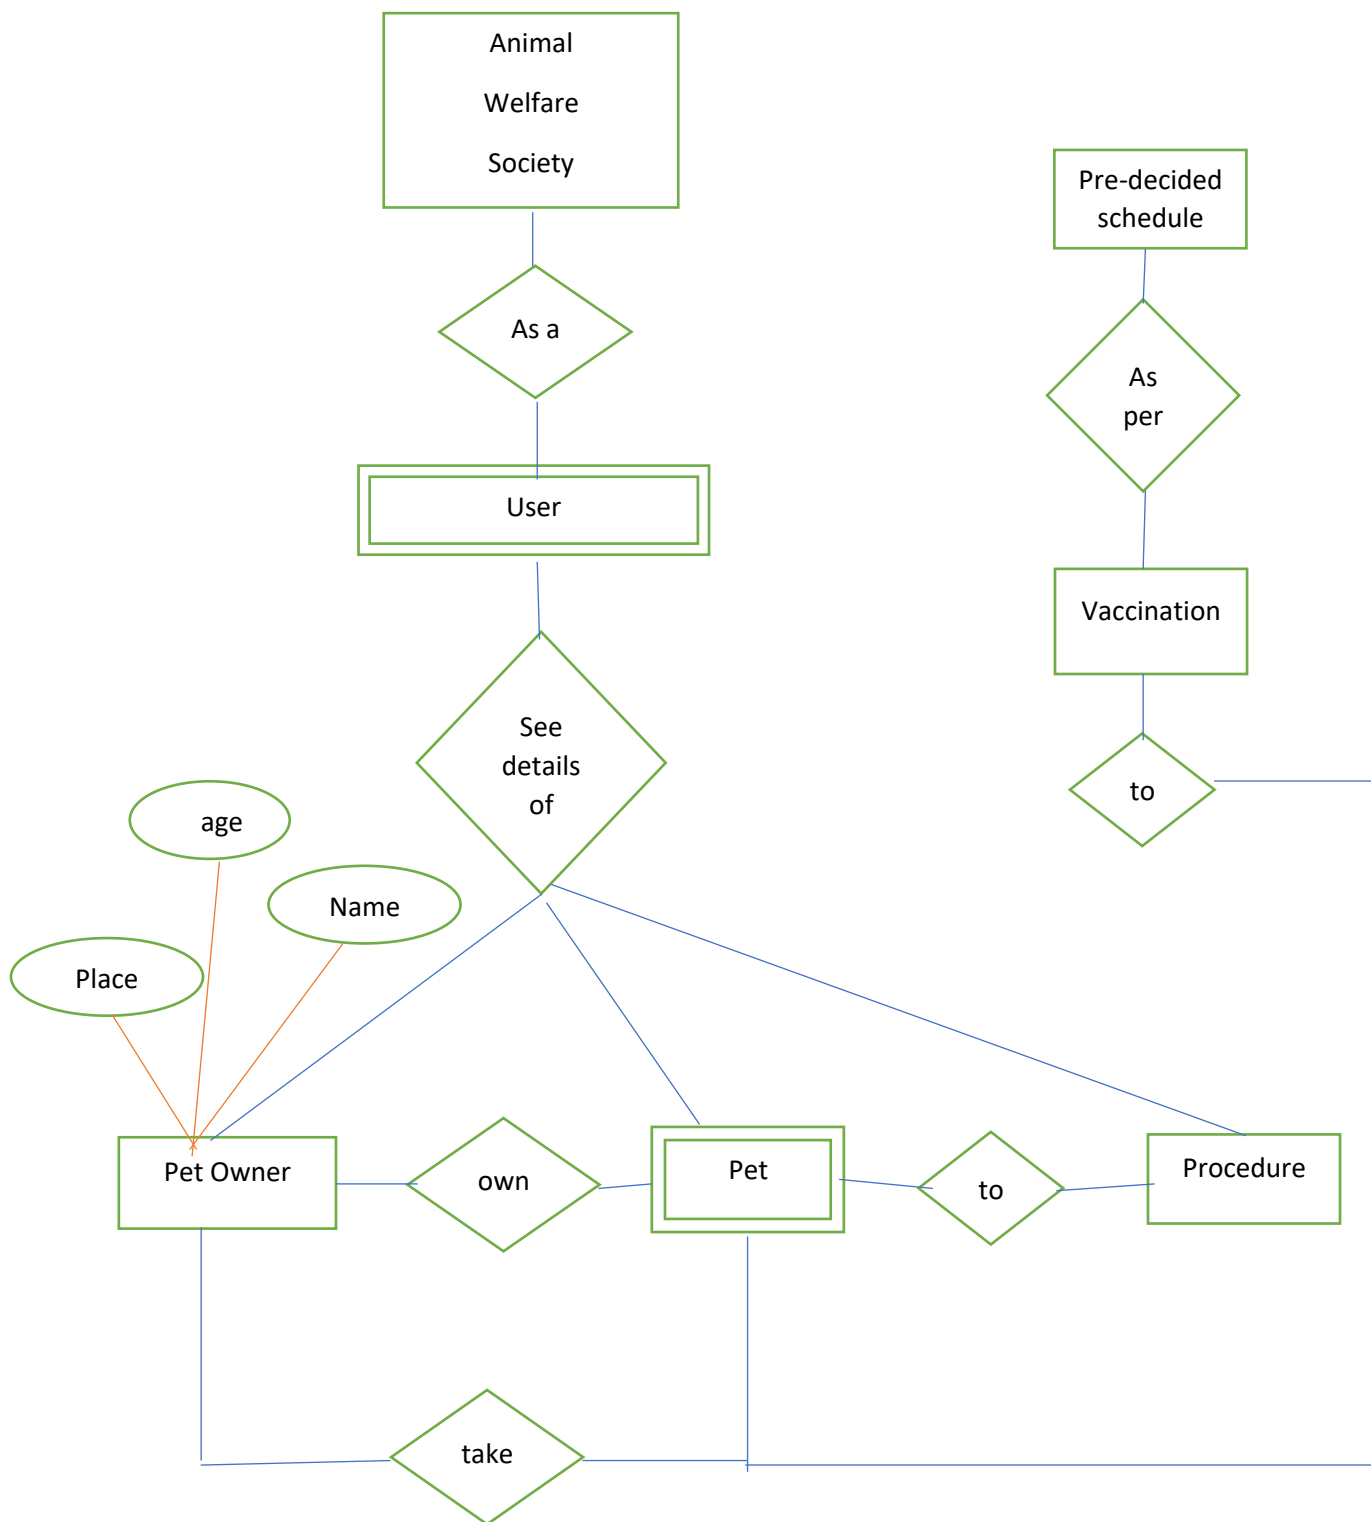 Animal
Welfare
Society
Pre-decided
schedule
As a
As
per
User
Vaccination
See
details
of
to
age
Name
Place
Pet Owner
own
Pet
to
Procedure
take